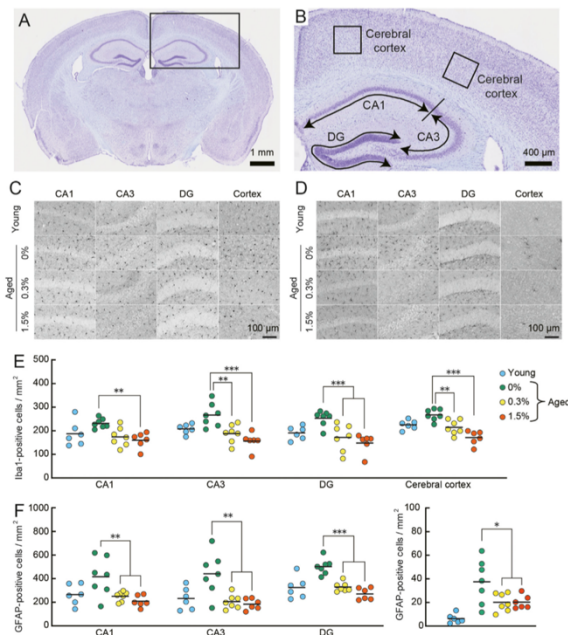 A
1 mm
B
Cerebral
cortex
Cerebral
cortex
CA1
DG
CA3
400 µm
C
CA1 CA3 DG Cortex
Young
Aged
0%
0.3%
1.5%
100 µm
D
CA1 CA3 DG Cortex
Young
Aged
0%
0.3%
1.5%
100 µm
E
Iba1-positive cells / mm²
500
400
300
200
100
0
** ** *** *** ** ***
CA1 CA3 DG Cerebral cortex
Young
0%
0.3%
1.5%
Aged
F
GFAP-positive cells / mm²
1000
800
600
400
200
0
** ** ***
CA1 CA3 DG
GFAP-positive cells / mm²
100
80
60
40
20
0
*